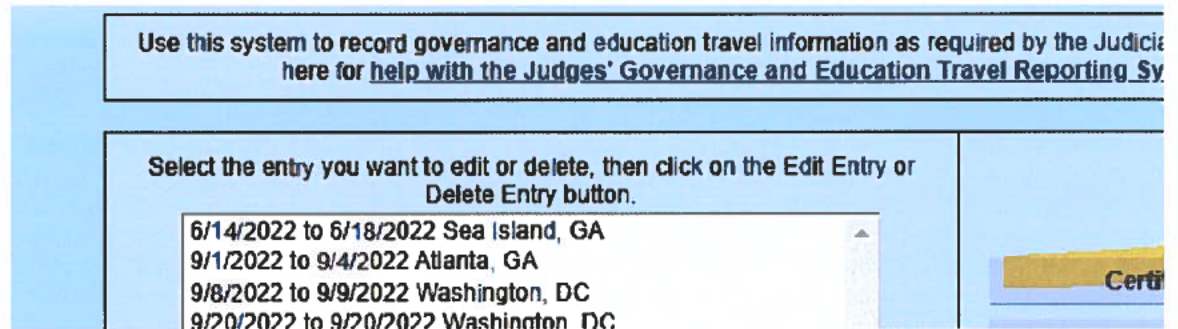 Use this system to record governance and education travel information as required by the
here for help with the Judges' Governance and Education Travel Reporting
Select the entry you want to edit or delete, then click on the Edit Entry or
Delete Entry button.
6/14/2022 to 6/18/2022 Sea Island, GA
9/1/2022 to 9/4/2022 Atlanta, GA
9/8/2022 to 9/9/2022 Washington, DC
9/20/2022 to 9/20/2022 Washington, DC